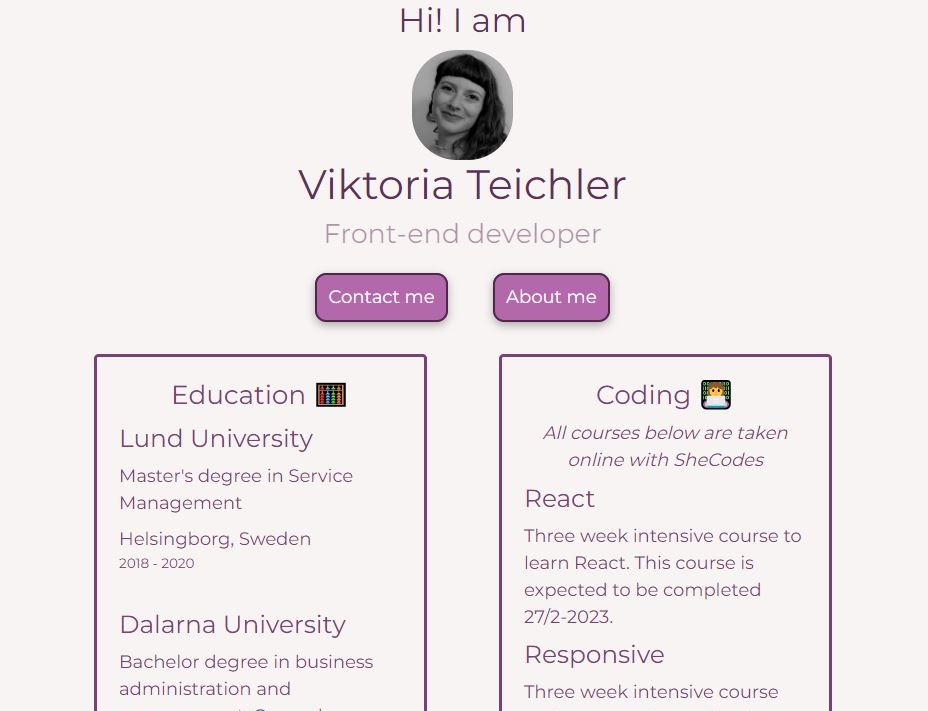 Hi! I am
Viktoria Teichler
Front-end developer
Contact me
About me
Education
Lund University
Master's degree in Service
Management
Helsingborg, Sweden
2018 - 2020
Dalarna University
Bachelor degree in business
administration and
Coding
All courses below are taken
online with SheCodes
React
Three week intensive course to
learn React. This course is
expected to be completed
27/2-2023.
Responsive
Three week intensive course